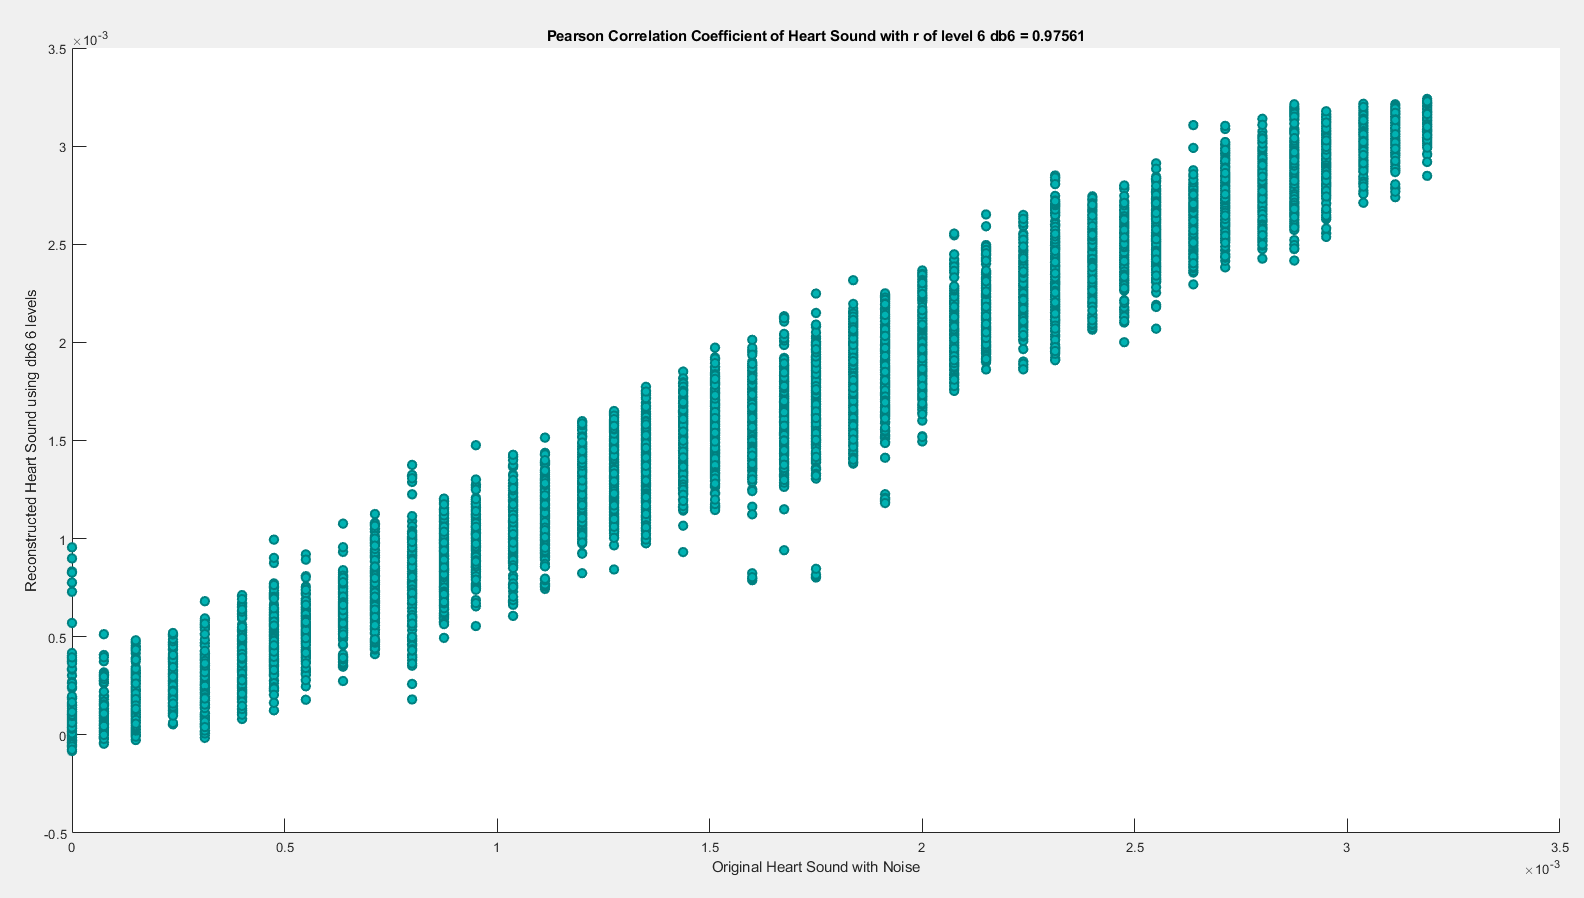 Pearson Correlation Coefficient of Heart Sound with r of level 6 db6 = 0.97561
×10-3
3.5
3
2.5
2
1.5
1
0.5
0
-0.5
Reconstructed Heart Sound using db6 6 levels
0 0.5 1 1.5 2 2.5 3 3.5
Original Heart Sound with Noise
×10-3